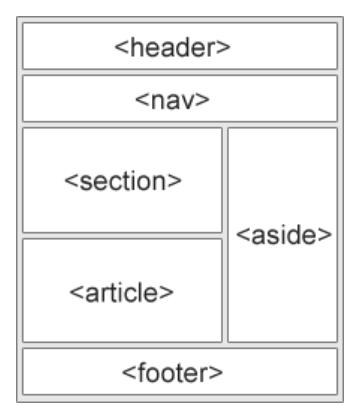 <header>
<nav>
<section>
<aside>
<article>
<footer>